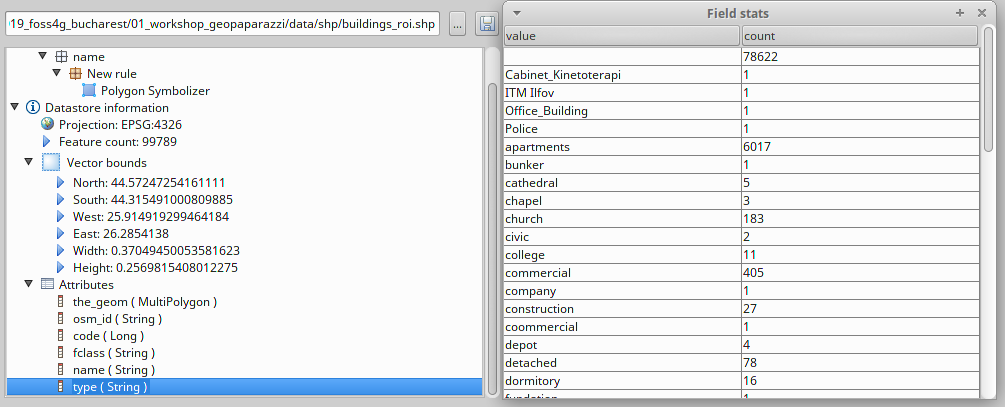 19_foss4g_bucharest/01_workshop_geopaparazzi/data/shp/buildings_roi.shp
...
name
New rule
Polygon Symbolizer
Datastore information
Projection: EPSG:4326
Feature count: 99789
Vector bounds
North: 44.57247254161111
South: 44.315491000809885
West: 25.914919299464184
East: 26.2854138
Width: 0.37049450053581623
Height: 0.2569815408012275
Attributes
the_geom ( MultiPolygon )
osm_id ( String )
code ( Long )
fclass ( String )
name ( String )
type ( String )
Field stats
value count
78622
Cabinet_Kinetoterapi 1
ITM Ilfov 1
Office_Building 1
Police 1
apartments 6017
bunker 1
cathedral 5
chapel 3
church 183
civic 2
college 11
commercial 405
company 1
construction 27
coommercial 1
depot 4
detached 78
dormitory 16
fundation 1